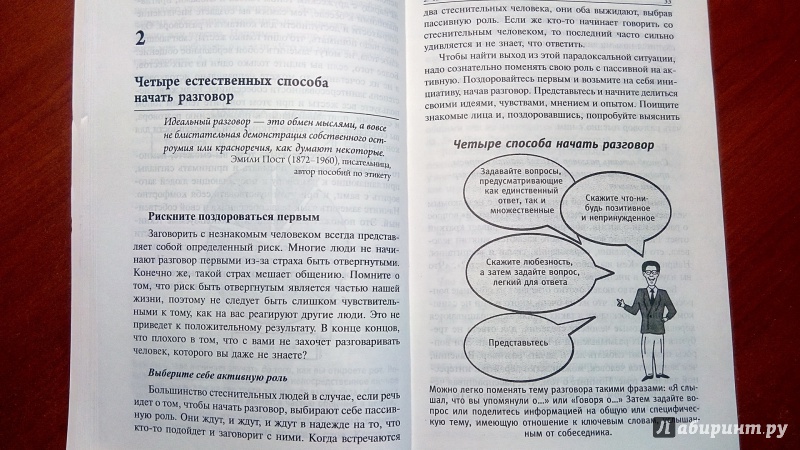 2
Четыре естественных способа
начать разговор
Идеальный разговор — это обмен мыслями, а вовсе
не блистательная демонстрация собственного ост-
роумия или красноречия, как думают некоторые.
Эмили Пост (1872–1960), писательница,
автор пособий по этикету
Рискните поздороваться первым
Заговорить с незнакомым человеком всегда представ-
ляет собой определенный риск. Многие люди не начи-
нают разговор первыми из-за страха быть отвергнутыми.
Конечно же, такой страх мешает общению. Помните о
том, что риск быть отвергнутым является частью нашей
жизни, поэтому не следует быть слишком чувствитель-
ными к тому, как на вас реагируют другие люди. Это не
приведет к положительному результату. В конце концов,
что плохого в том, что с вами не захочет разговаривать
человек, которого вы даже не знаете?
Выберите себе активную роль
Большинство стеснительных людей в случае, если речь
идет о том, чтобы начать разговор, выбирают себе пассив-
ную роль. Они ждут, и ждут, и ждут в надежде на то, что
кто-то подойдет и заговорит с ними. Когда встречаются
33
два стеснительных человека, они оба выжидают, выбрав
пассивную роль. Если же кто-то начинает говорить со
стеснительным человеком, то последний часто сильно
удивляется и не знает, что ответить.
Чтобы найти выход из этой парадоксальной ситуации,
надо сознательно поменять свою роль с пассивной на ак-
тивную. Поздоровайтесь первым и возьмите на себя ини-
циативу, начав разговор. Представьтесь и начните делиться
своими идеями, чувствами, мнением и опытом. Поищите
знакомые лица и, поздоровавшись, попробуйте выяснить
Четыре способа начать разговор
Задавайте вопросы,
предусматривающие
как единственный
ответ, так и
множественные
Скажите что-ни-
будь позитивное
и непринужденное
Скажите любезность,
а затем задайте вопрос,
легкий для ответа
Представьтесь
Можно легко поменять тему разговора такими фразами: «Я слы-
шал, что вы упомянули о...» или «Говоря о...» Затем задайте во-
прос или поделитесь информацией на общую или специфичес-
кую тему, имеющую отношение к ключевым словам, услышан-
ным от собеседника.
Лабиринт.ру